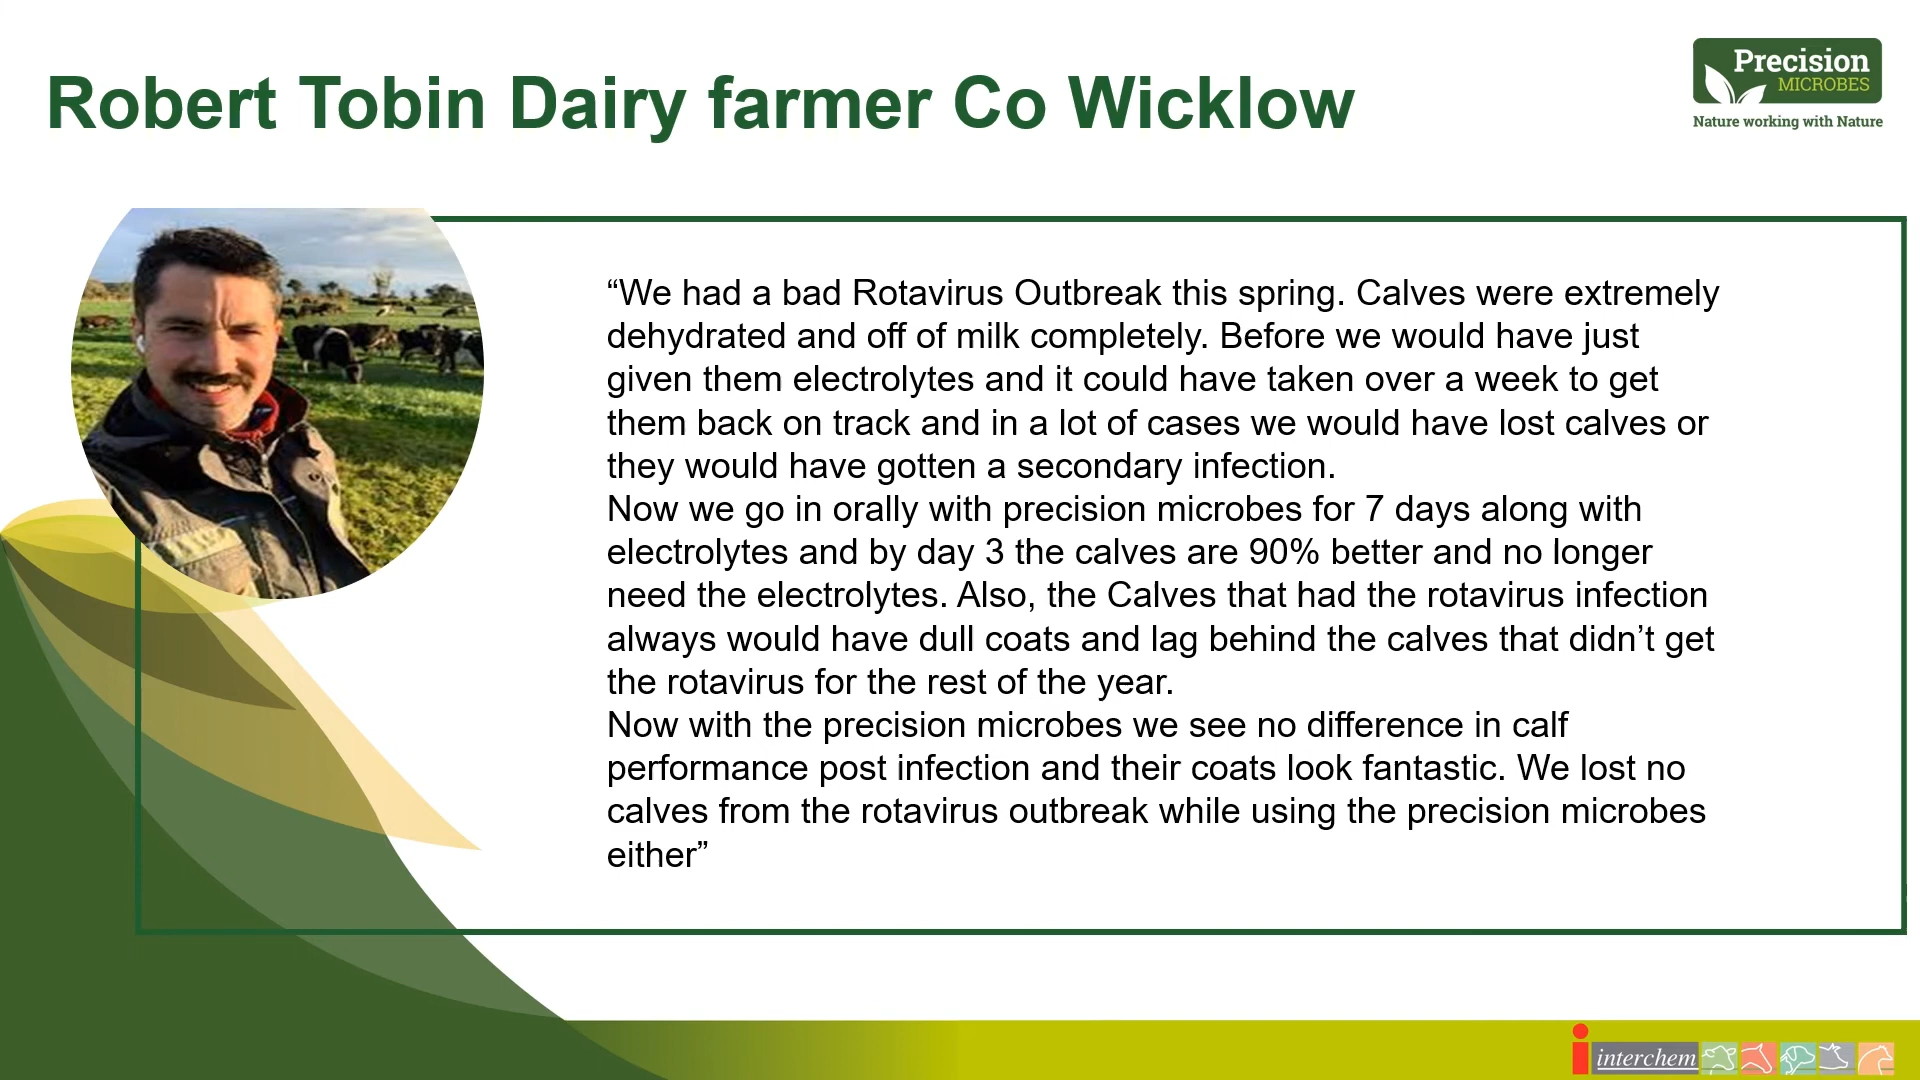 Robert Tobin Dairy farmer Co Wicklow
Precision
MICROBES
Nature working with Nature
“We had a bad Rotavirus Outbreak this spring. Calves were extremely
dehydrated and off of milk completely. Before we would have just
given them electrolytes and it could have taken over a week to get
them back on track and in a lot of cases we would have lost calves or
they would have gotten a secondary infection.
Now we go in orally with precision microbes for 7 days along with
electrolytes and by day 3 the calves are 90% better and no longer
need the electrolytes. Also, the Calves that had the rotavirus infection
always would have dull coats and lag behind the calves that didn’t get
the rotavirus for the rest of the year.
Now with the precision microbes we see no difference in calf
performance post infection and their coats look fantastic. We lost no
calves from the rotavirus outbreak while using the precision microbes
either”
interchem